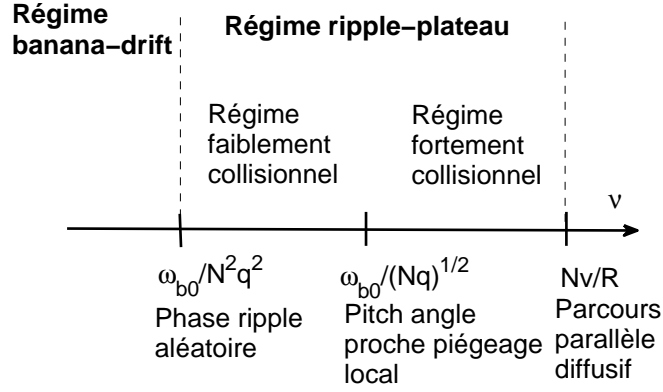 Régime
banana–drift
Régime ripple–plateau
Régime
faiblement
collisionnel
Régime
fortement
collisionnel
ν
ω_b0/N²q²
Phase ripple
aléatoire
ω_b0/(Nq)^1/2
Pitch angle
proche piégeage
local
Nv/R
Parcours
parallèle
diffusif